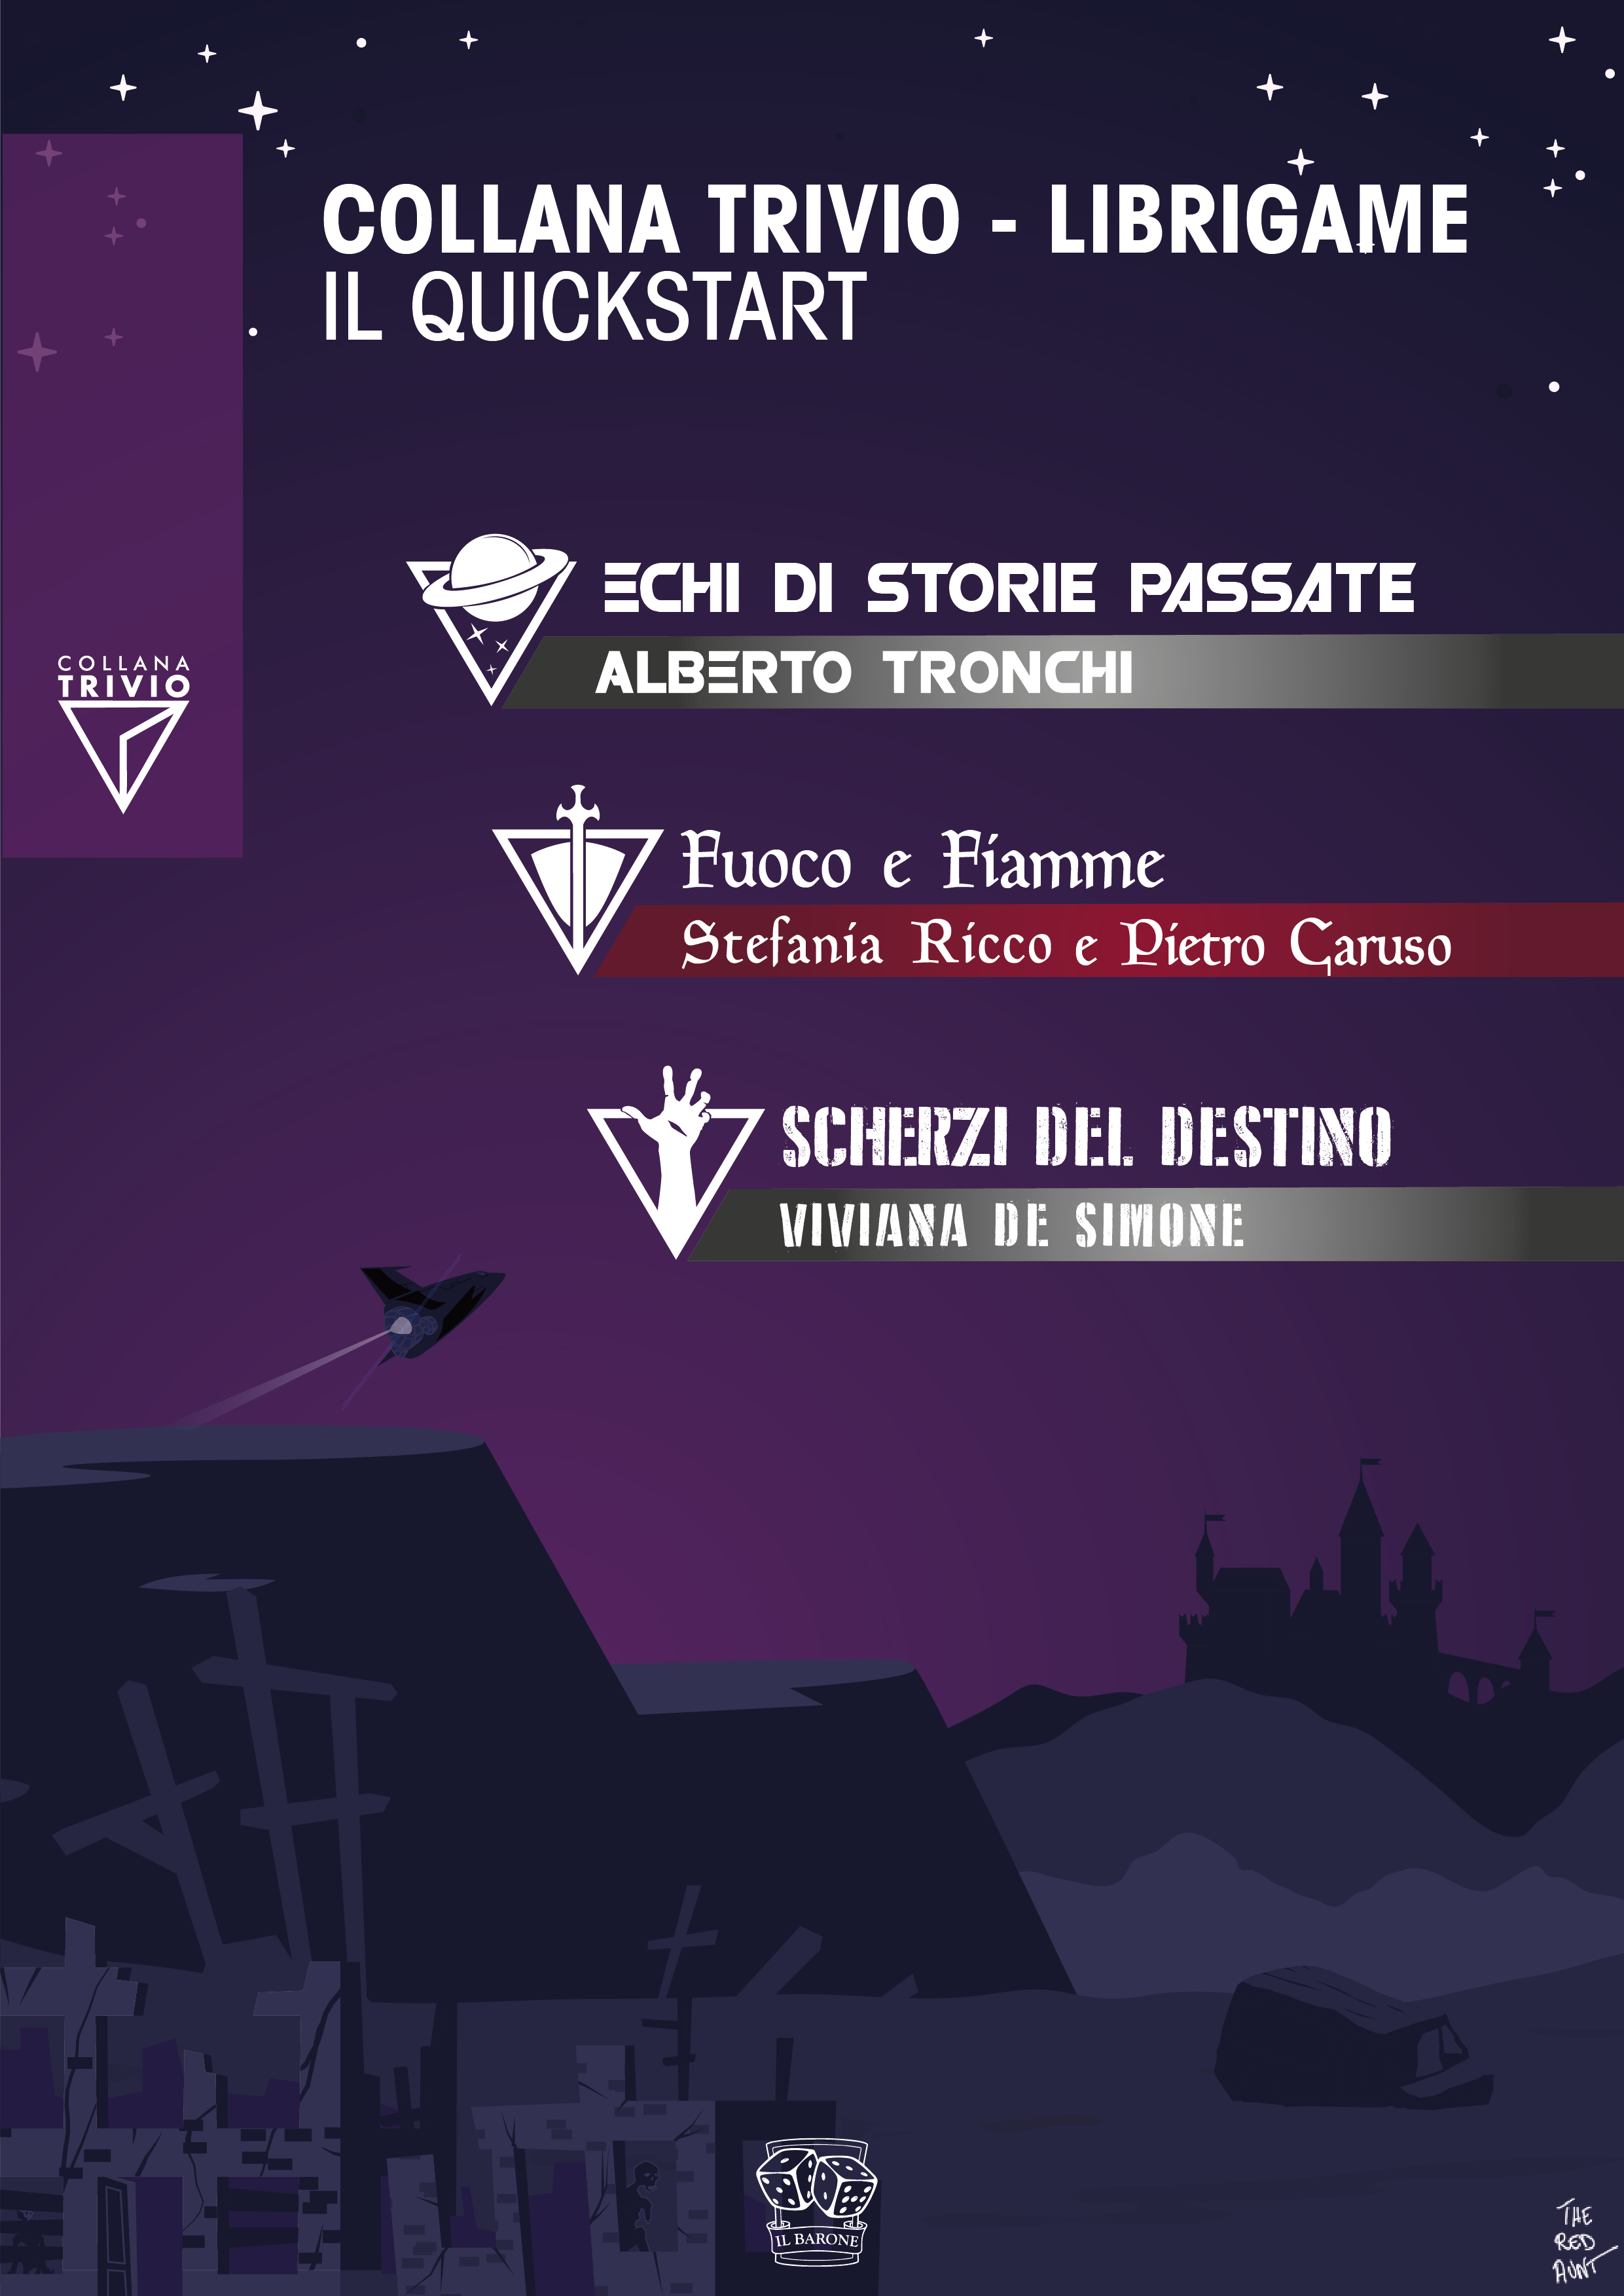 COLLANA TRIVIO - LIBRIGAME
IL QUICKSTART
ECHI DI STORIE PASSATE
ALBERTO TRONCHI
COLLANA
TRIVIO
Fuoco e Fiamme
Stefania Ricco e Pietro Caruso
SCHERZI DEL DESTINO
VIVIANA DE SIMONE
IL BARONE
THE
RED
AUNT